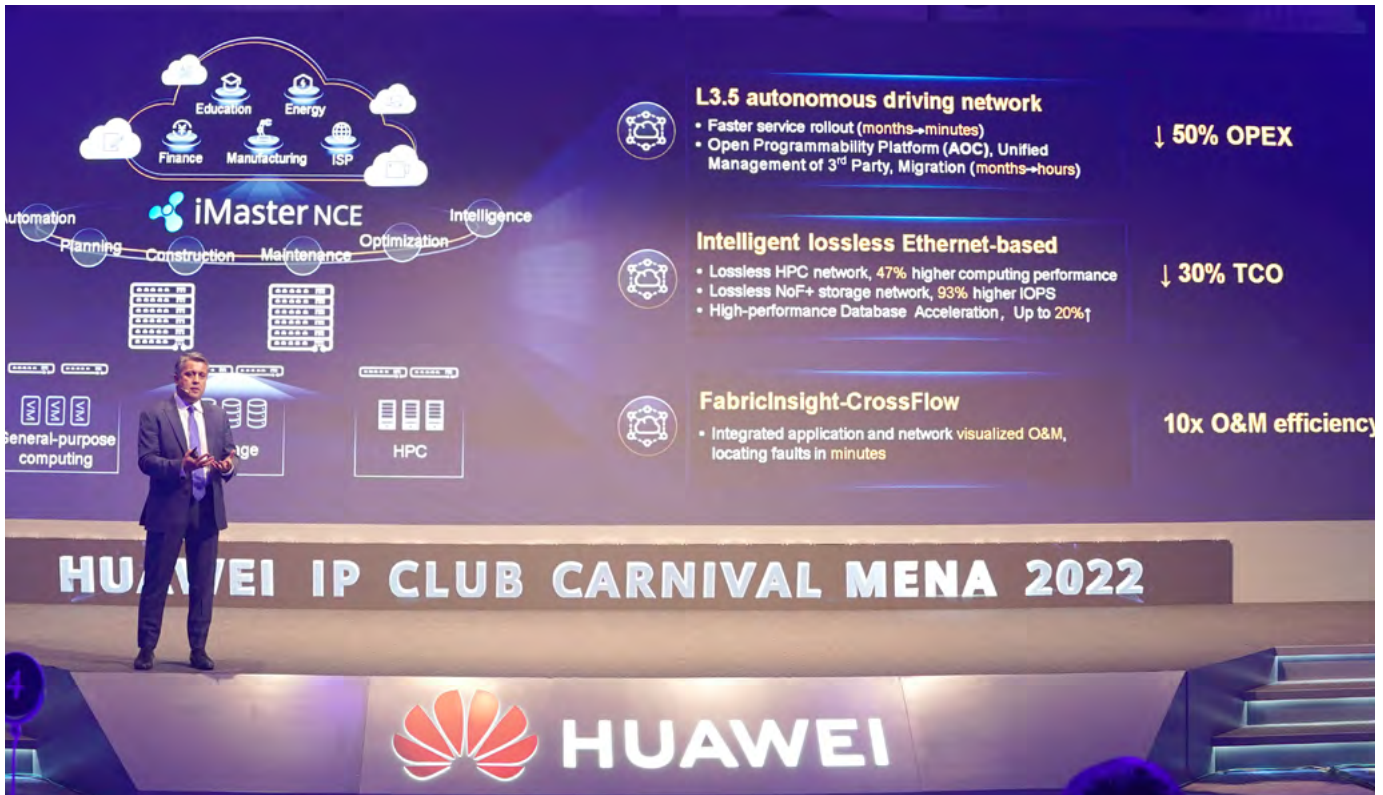 Education
Energy
Finance
Manufacturing
ISP
iMaster NCE
Automation
Planning
Construction
Maintenance
Optimization
Intelligence
VM VM VM
General-purpose
computing
HPC
L3.5 autonomous driving network
• Faster service rollout (months→minutes)
• Open Programmability Platform (AOC), Unified
Management of 3rd Party, Migration (months→hours)
↓ 50% OPEX
Intelligent lossless Ethernet-based
• Lossless HPC network, 47% higher computing performance
• Lossless NoF+ storage network, 93% higher IOPS
• High-performance Database Acceleration, Up to 20%↑
↓ 30% TCO
FabricInsight-CrossFlow
• Integrated application and network visualized O&M,
locating faults in minutes
10x O&M efficiency
HUAWEI IP CLUB CARNIVAL MENA 2022
4
HUAWEI